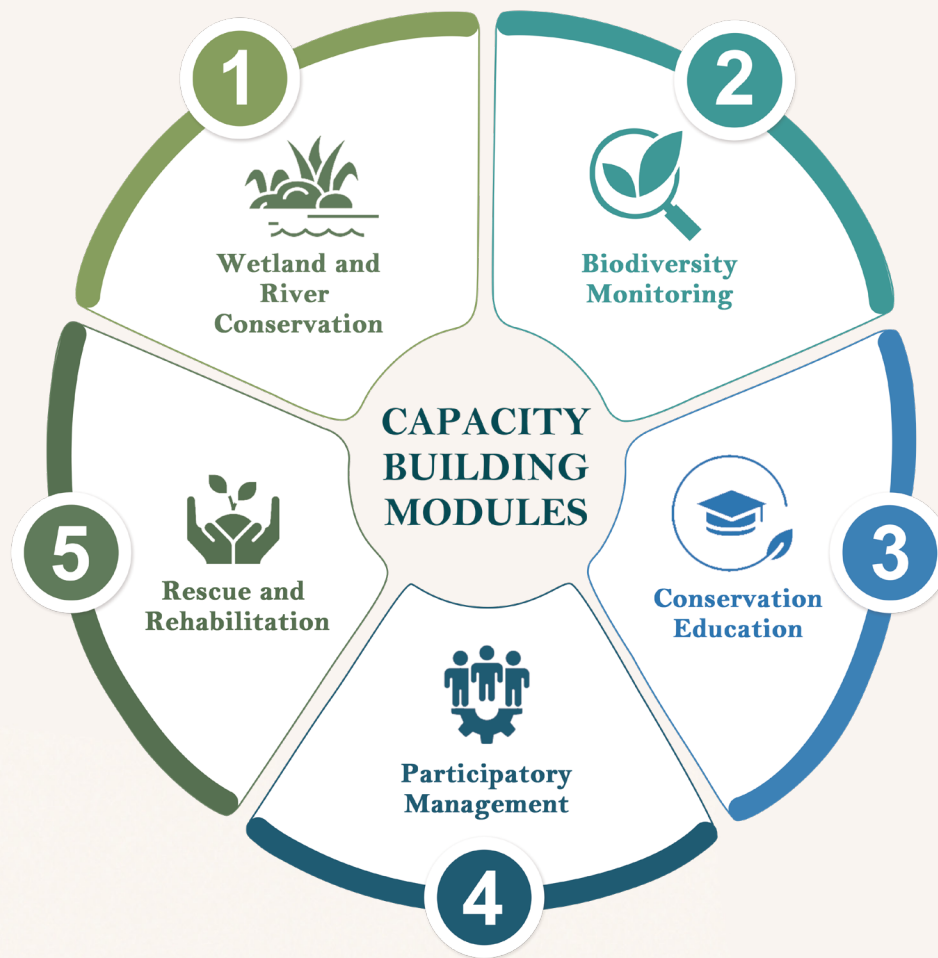 CAPACITY
BUILDING
MODULES
1
Wetland and
River
Conservation
2
Biodiversity
Monitoring
3
Conservation
Education
4
Participatory
Management
5
Rescue and
Rehabilitation